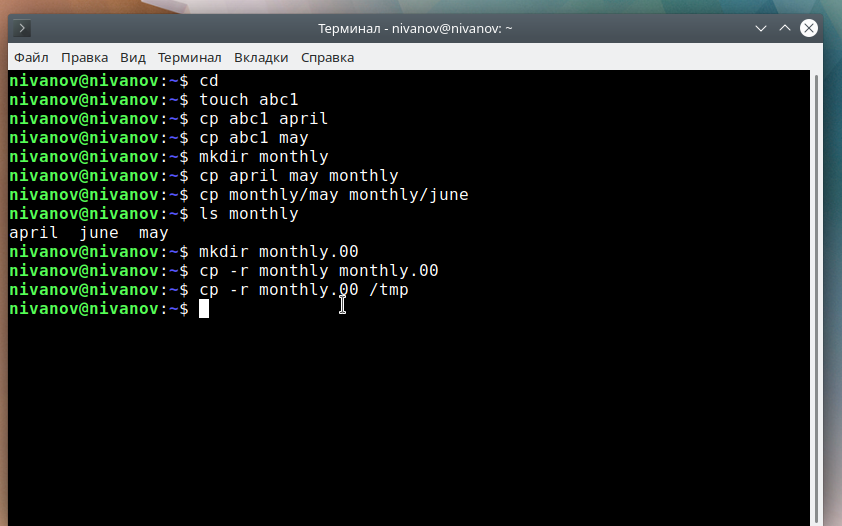 Терминал - nivanov@nivanov: ~
Файл Правка Вид Терминал Вкладки Справка
nivanov@nivanov:~$ cd
nivanov@nivanov:~$ touch abc1
nivanov@nivanov:~$ cp abc1 april
nivanov@nivanov:~$ cp abc1 may
nivanov@nivanov:~$ mkdir monthly
nivanov@nivanov:~$ cp april may monthly
nivanov@nivanov:~$ cp monthly/may monthly/june
nivanov@nivanov:~$ ls monthly
april  june  may
nivanov@nivanov:~$ mkdir monthly.00
nivanov@nivanov:~$ cp -r monthly monthly.00
nivanov@nivanov:~$ cp -r monthly.00 /tmp
nivanov@nivanov:~$